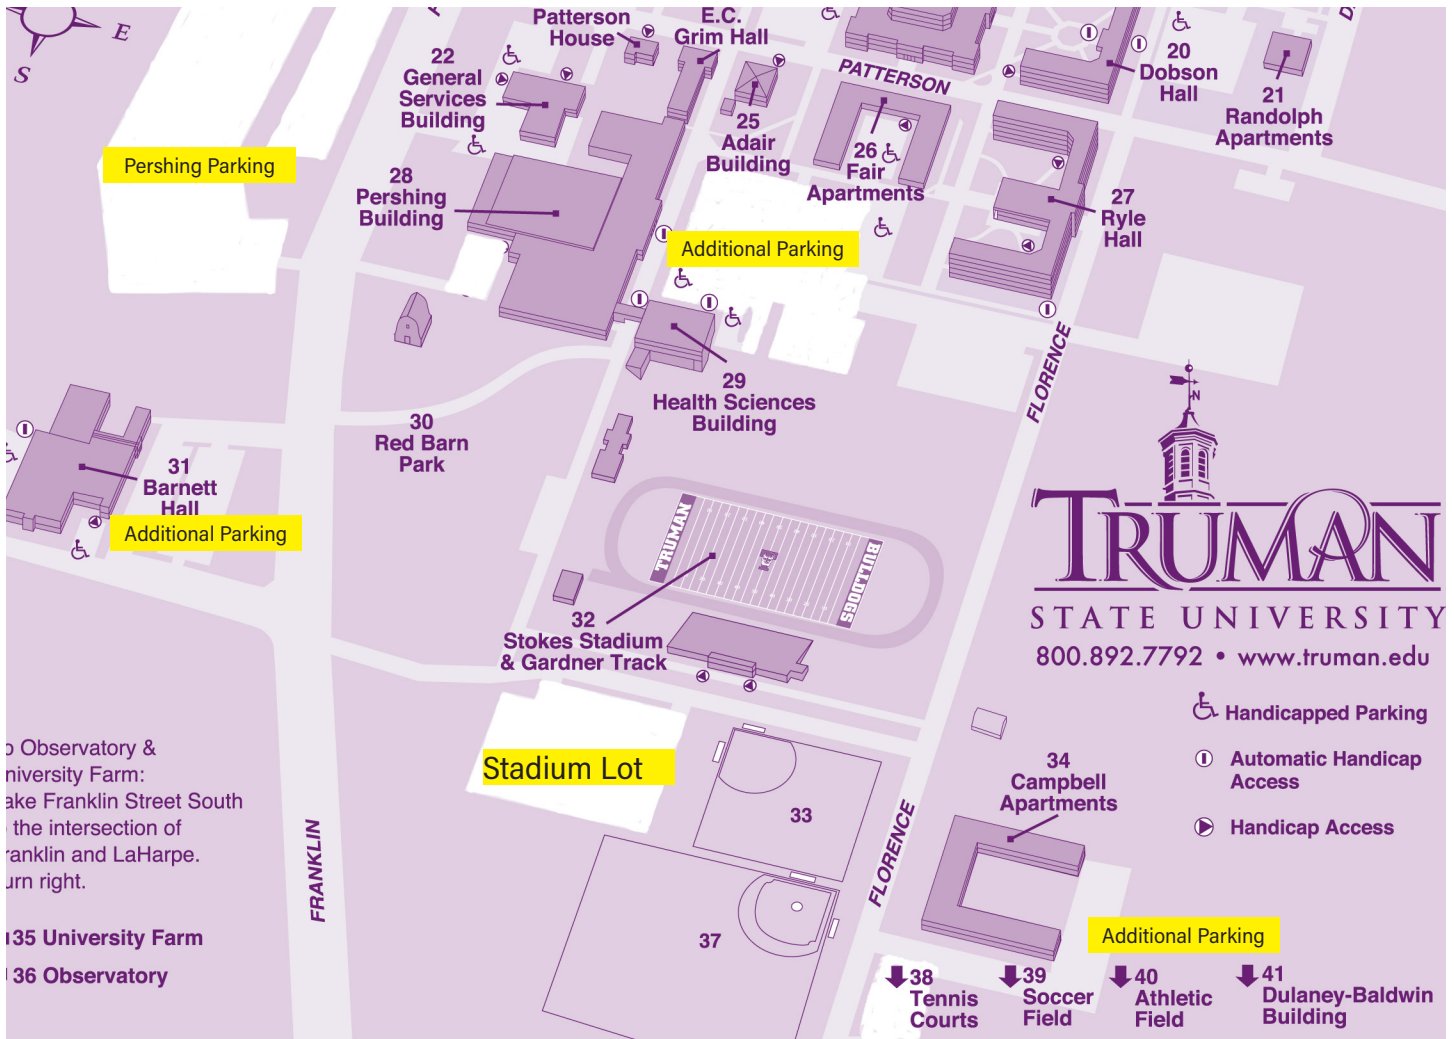 E
S
Patterson
House
E.C.
Grim Hall
22
General
Services
Building
PATTERSON
20
Dobson
Hall
21
Randolph
Apartments
25
Adair
Building
26
Fair
Apartments
Pershing Parking
28
Pershing
Building
27
Ryle
Hall
Additional Parking
29
Health Sciences
Building
FLORENCE
30
Red Barn
Park
31
Barnett
Hall
Additional Parking
N
TRUMAN
STATE UNIVERSITY
800.892.7792 • www.truman.edu
TRUMAN
BULLDOGS
32
Stokes Stadium
& Gardner Track
Handicapped Parking
Automatic Handicap
Access
Handicap Access
Stadium Lot
33
34
Campbell
Apartments
o Observatory &
niversity Farm:
ake Franklin Street South
the intersection of
ranklin and LaHarpe.
urn right.
FRANKLIN
FLORENCE
35 University Farm
36 Observatory
37
Additional Parking
38
Tennis
Courts
39
Soccer
Field
40
Athletic
Field
41
Dulaney-Baldwin
Building